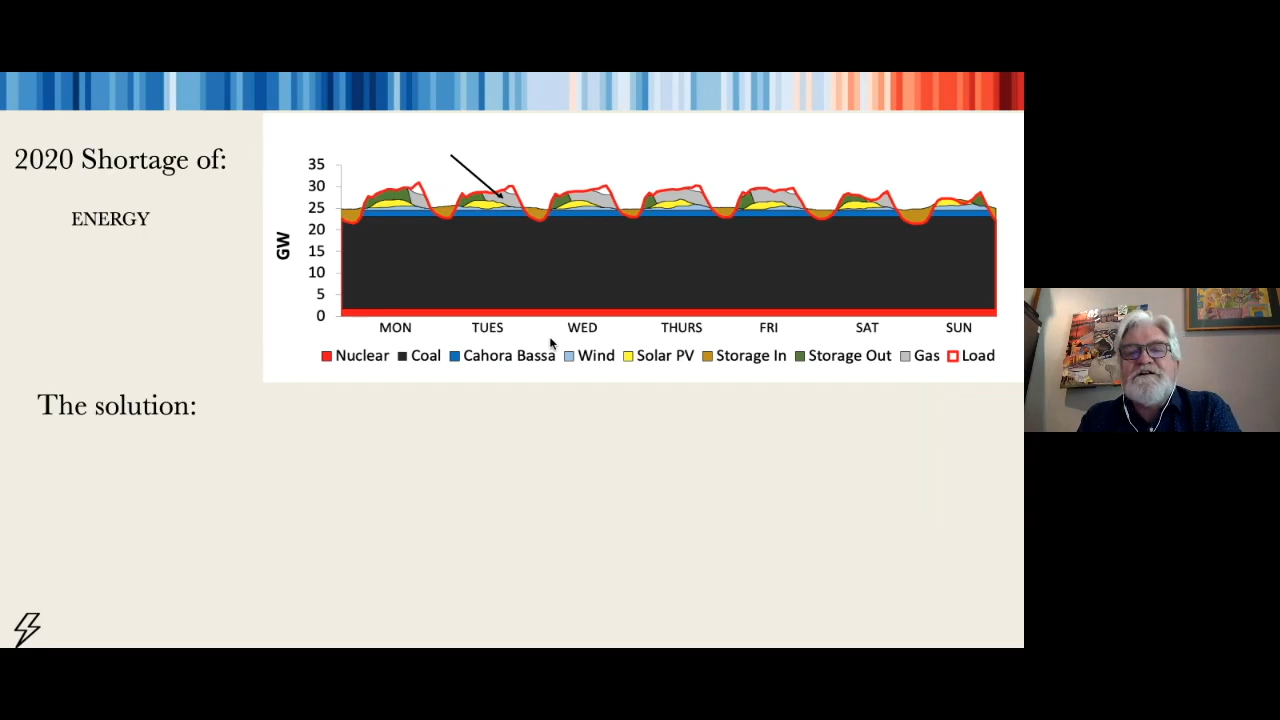 2020 Shortage of:
ENERGY
GW
35
30
25
20
15
10
5
0
MON TUES WED THURS FRI SAT SUN
Nuclear Coal Cahora Bassa Wind Solar PV Storage In Storage Out Gas Load
The solution: